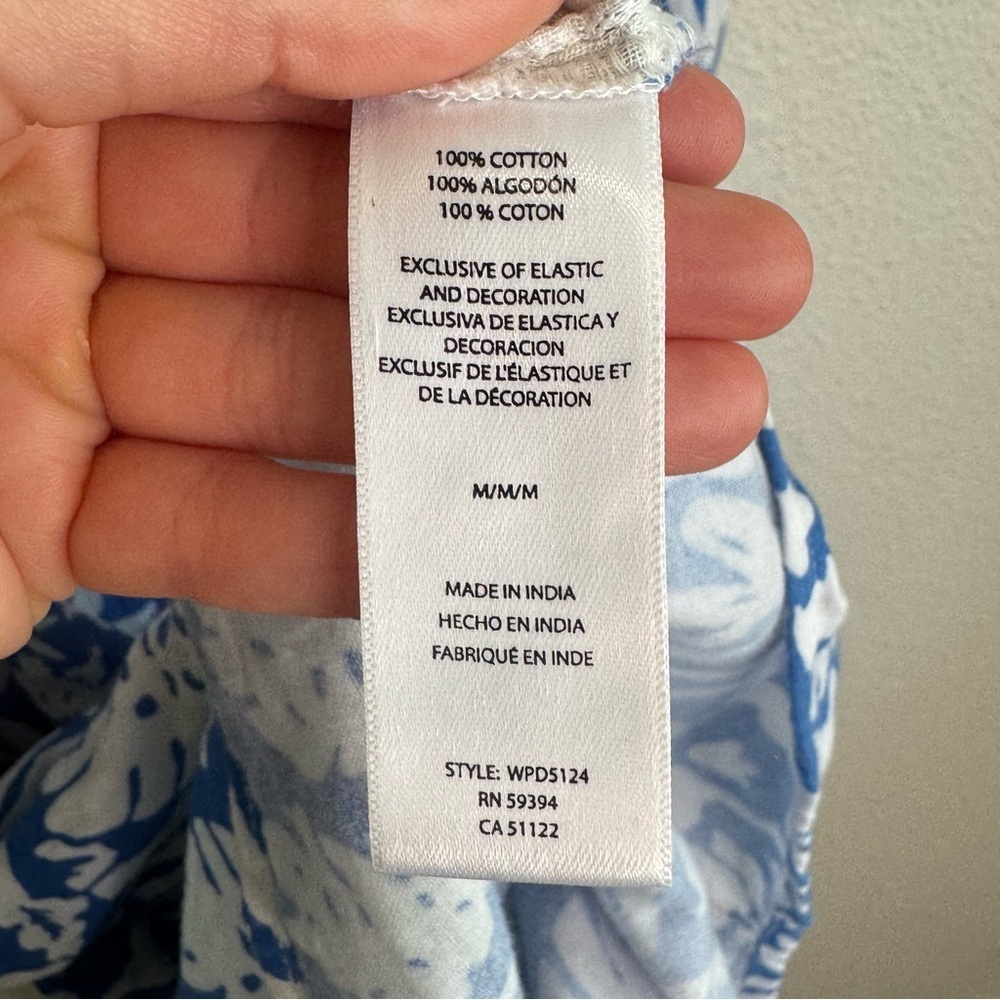 100% COTTON
100% ALGODÓN
100 % COTON
EXCLUSIVE OF ELASTIC
AND DECORATION
EXCLUSIVA DE ELASTICA Y
DECORACION
EXCLUSIF DE L'ÉLASTIQUE ET
DE LA DÉCORATION
M/M/M
MADE IN INDIA
HECHO EN INDIA
FABRIQUÉ EN INDE
STYLE: WPD5124
RN 59394
CA 51122